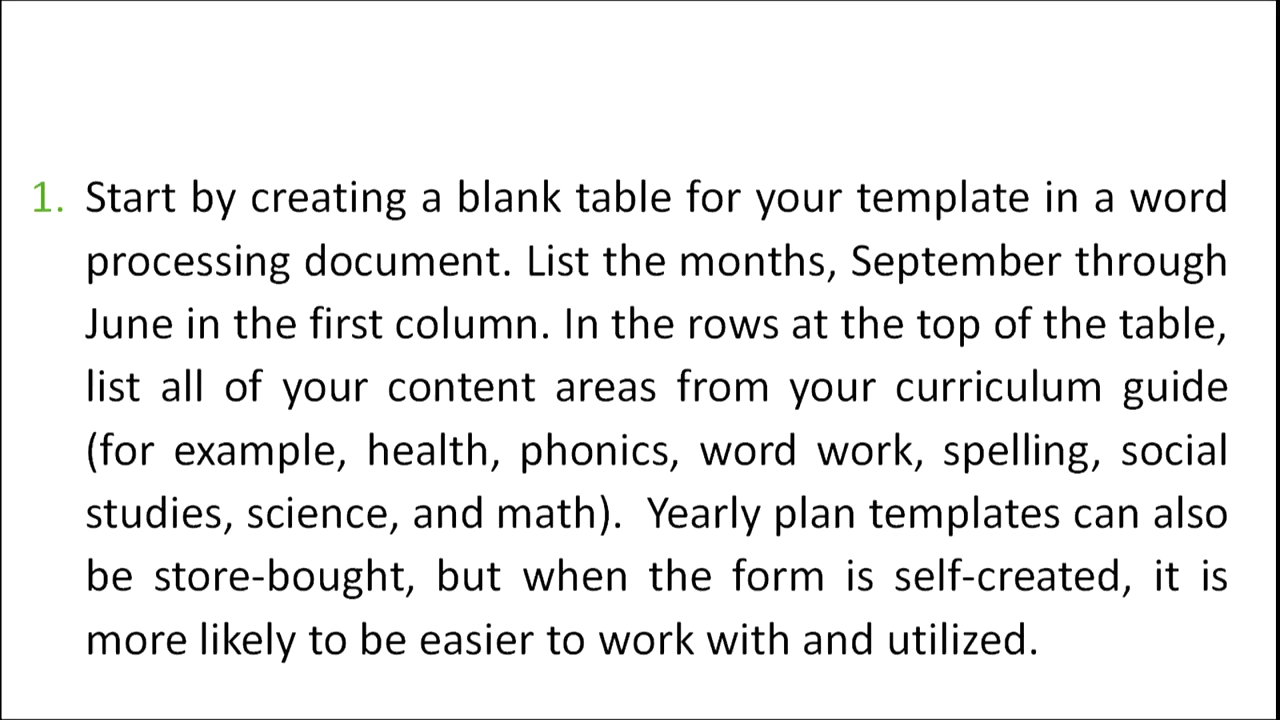 1. Start by creating a blank table for your template in a word
processing document. List the months, September through
June in the first column. In the rows at the top of the table,
list all of your content areas from your curriculum guide
(for example, health, phonics, word work, spelling, social
studies, science, and math).  Yearly plan templates can also
be store-bought, but when the form is self-created, it is
more likely to be easier to work with and utilized.